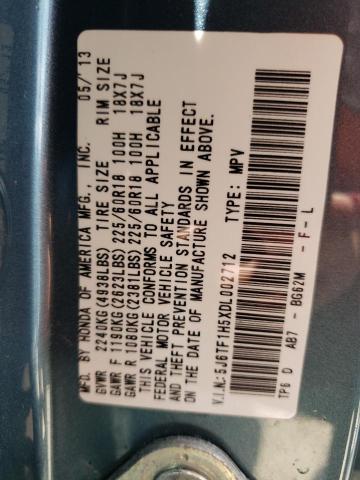 MFD. BY HONDA OF AMERICA MFG., INC. 05/13
GVWR 2240KG(4938LBS) TIRE SIZE RIM SIZE
GAWR F 1190KG(2623LBS) 225/60R18 100H 18X7J
GAWR R 1080KG(2381LBS) 225/60R18 100H 18X7J
THIS VEHICLE CONFORMS TO ALL APPLICABLE
FEDERAL MOTOR VEHICLE SAFETY
AND THEFT PREVENTION STANDARDS IN EFFECT
ON THE DATE OF MANUFACTURE SHOWN ABOVE.
V.I.N.: 5J6TF1H5XDL002712 TYPE: MPV
TP6 D AB7- BG62M -F-L